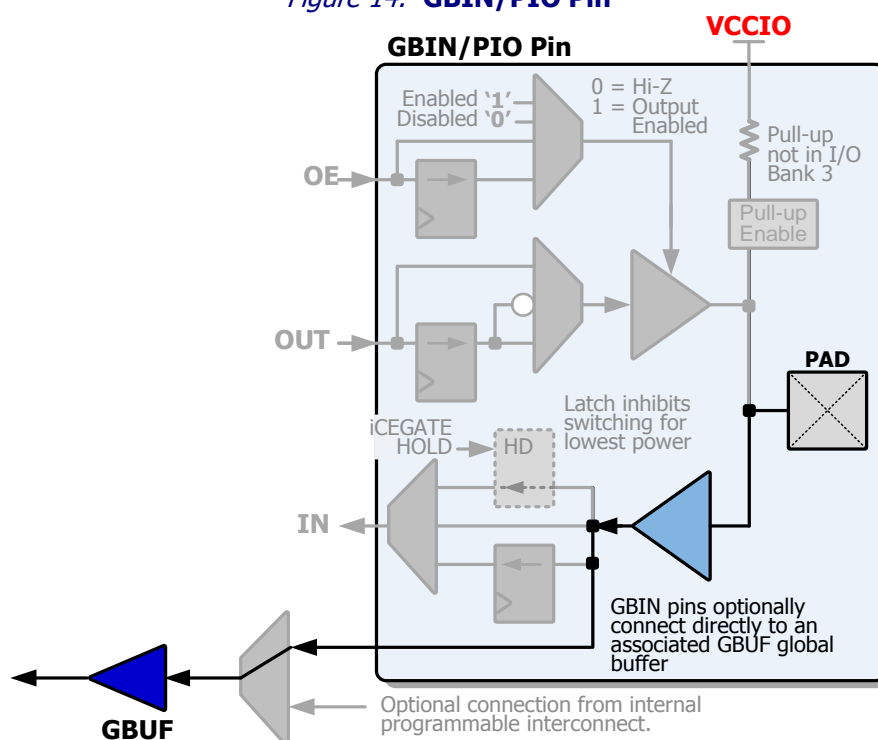 Figure 14: GBIN/PIO Pin
VCCIO
GBIN/PIO Pin
Enabled ‘1’
Disabled ‘0’
0 = Hi-Z
1 = Output
Enabled
Pull-up
not in I/O
Bank 3
OE
Pull-up
Enable
OUT
PAD
iCEGATE
HOLD
HD
Latch inhibits
switching for
lowest power
IN
GBIN pins optionally
connect directly to an
associated GBUF global
buffer
GBUF
Optional connection from internal
programmable interconnect.